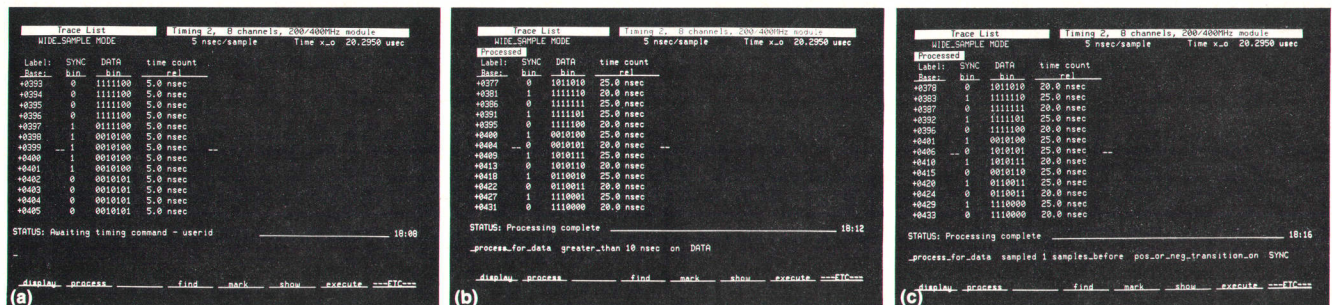 Trace List Timing 2, 8 channels, 200/400MHz module
WIDE_SAMPLE MODE 5 nsec/sample Time x_o 20.2950 usec
Label: SYNC DATA time count
Base: bin bin rel
+0393 0 1111100 5.0 nsec
+0394 0 1111100 5.0 nsec
+0395 0 1111100 5.0 nsec
+0396 0 1111100 5.0 nsec
+0397 1 0111100 5.0 nsec
+0398 1 0010100 5.0 nsec
+0399 __ 1 0010100 5.0 nsec __
+0400 1 0010100 5.0 nsec
+0401 1 0010100 5.0 nsec
+0402 0 0010101 5.0 nsec
+0403 0 0010101 5.0 nsec
+0404 0 0010101 5.0 nsec
+0405 0 0010101 5.0 nsec
STATUS: Awaiting timing command - userid 18:08
_display process find mark show execute ---ETC---
(a)
Trace List Timing 2, 8 channels, 200/400MHz module
WIDE_SAMPLE MODE 5 nsec/sample Time x_o 20.2950 usec
Processed
Label: SYNC DATA time count
Base: bin bin rel
+0377 0 1011010 25.0 nsec
+0381 1 1111110 20.0 nsec
+0386 0 1111111 25.0 nsec
+0391 1 1111101 25.0 nsec
+0395 0 1111100 20.0 nsec
+0400 1 0010100 25.0 nsec
+0404 __ 0 0010101 20.0 nsec __
+0409 1 1010111 25.0 nsec
+0413 0 1010110 20.0 nsec
+0418 1 0110010 25.0 nsec
+0422 0 0110011 20.0 nsec
+0427 1 1110001 25.0 nsec
+0431 0 1110000 20.0 nsec
STATUS: Processing complete 18:12
_process_for_data greater_than 10 nsec on DATA
_display process find mark show execute ---ETC---
(b)
Trace List Timing 2, 8 channels, 200/400MHz module
WIDE_SAMPLE MODE 5 nsec/sample Time x_o 20.2950 usec
Processed
Label: SYNC DATA time count
Base: bin bin rel
+0378 0 1011010 20.0 nsec
+0383 1 1111110 25.0 nsec
+0387 0 1111111 20.0 nsec
+0392 1 1111101 25.0 nsec
+0396 0 1111100 20.0 nsec
+0401 1 0010100 25.0 nsec
+0406 __ 0 1010101 25.0 nsec __
+0410 1 1010111 20.0 nsec
+0415 0 0010110 25.0 nsec
+0420 1 0110011 25.0 nsec
+0424 0 0110011 20.0 nsec
+0429 1 1110000 25.0 nsec
+0433 0 1110000 20.0 nsec
STATUS: Processing complete 18:16
_process_for_data sampled 1 samples_before pos_or_neg_transition_on SYNC
_display process find mark show execute ---ETC---
(c)